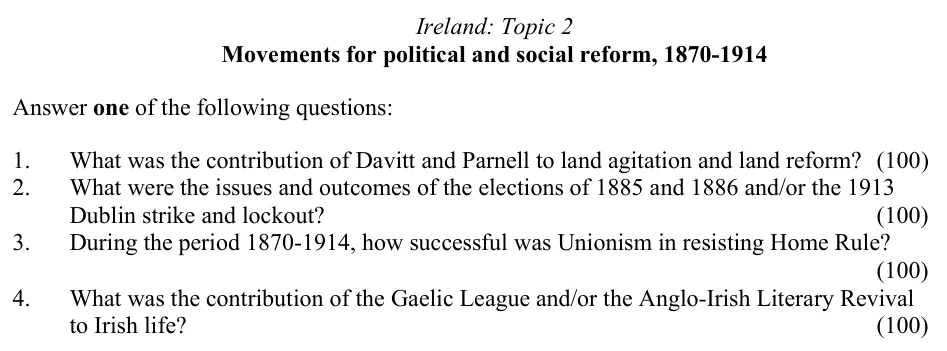 Ireland: Topic 2
Movements for political and social reform, 1870-1914
Answer one of the following questions:
1. What was the contribution of Davitt and Parnell to land agitation and land reform? (100)
2. What were the issues and outcomes of the elections of 1885 and 1886 and/or the 1913
Dublin strike and lockout? (100)
3. During the period 1870-1914, how successful was Unionism in resisting Home Rule?
(100)
4. What was the contribution of the Gaelic League and/or the Anglo-Irish Literary Revival
to Irish life? (100)